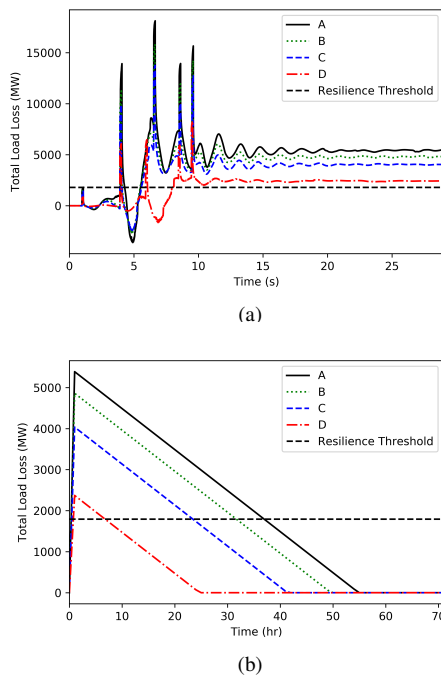 A
B
C
D
Resilience Threshold
Total Load Loss (MW)
15000
10000
5000
0
0 5 10 15 20 25
Time (s)
(a)
A
B
C
D
Resilience Threshold
Total Load Loss (MW)
5000
4000
3000
2000
1000
0
0 10 20 30 40 50 60 70
Time (hr)
(b)